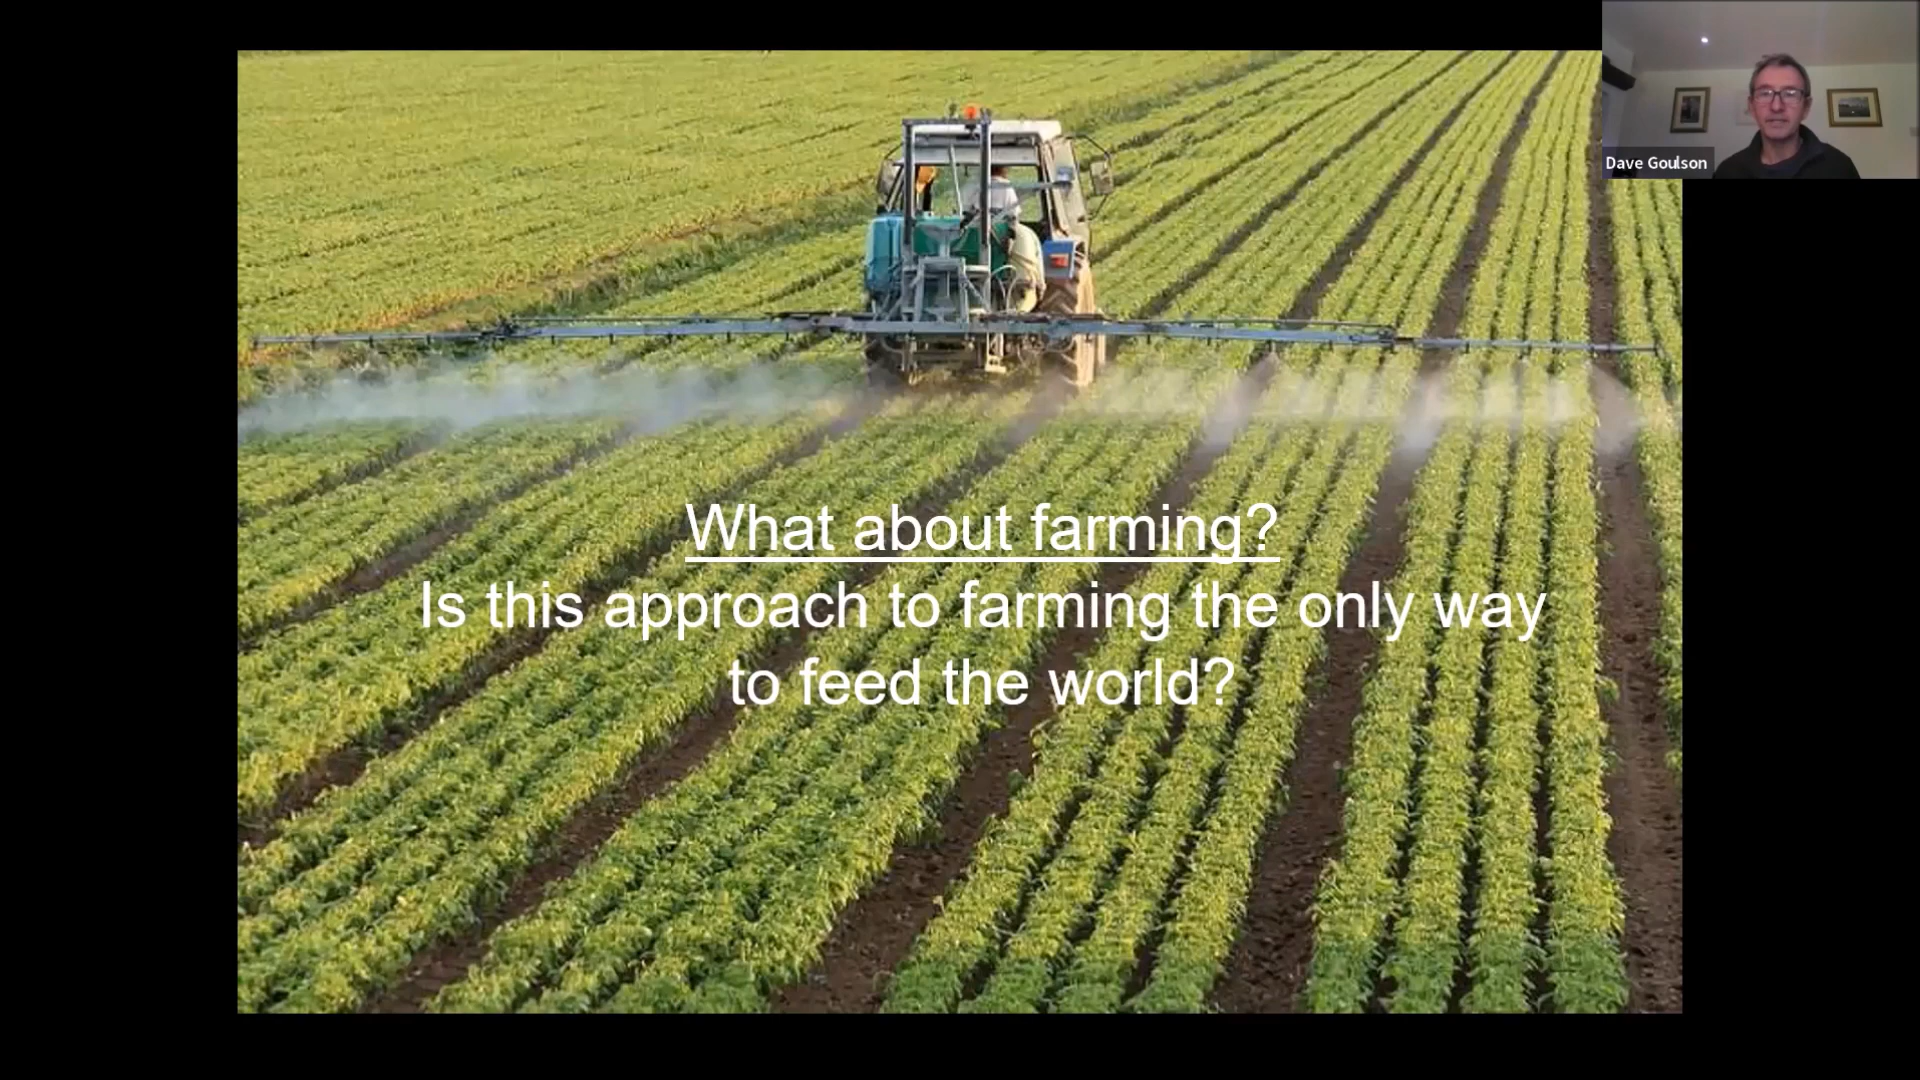 Dave Goulson
What about farming?
Is this approach to farming the only way
to feed the world?